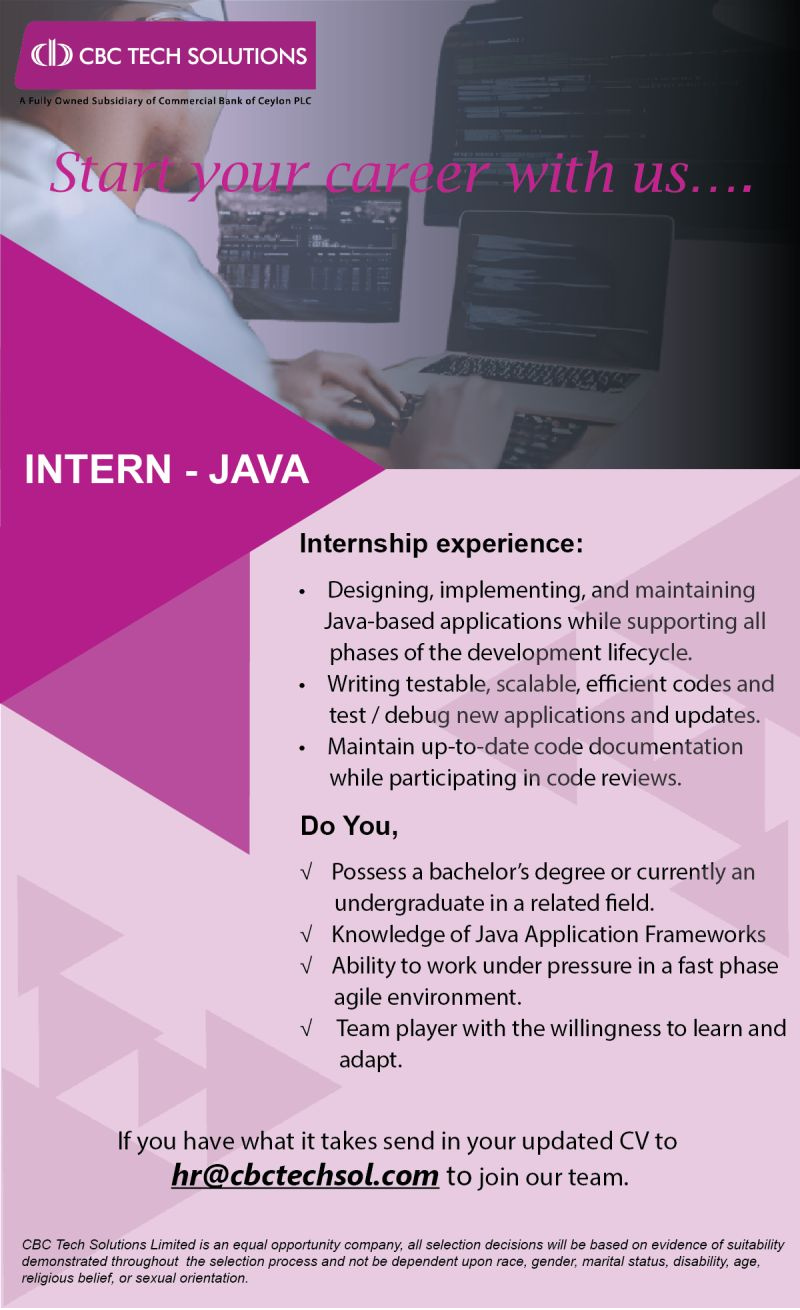 CBC TECH SOLUTIONS
A Fully Owned Subsidiary of Commercial Bank of Ceylon PLC
Start your career with us....
INTERN - JAVA
Internship experience:
• Designing, implementing, and maintaining
Java-based applications while supporting all
phases of the development lifecycle.
• Writing testable, scalable, efficient codes and
test / debug new applications and updates.
• Maintain up-to-date code documentation
while participating in code reviews.
Do You,
√ Possess a bachelor’s degree or currently an
undergraduate in a related field.
√ Knowledge of Java Application Frameworks
√ Ability to work under pressure in a fast phase
agile environment.
√ Team player with the willingness to learn and
adapt.
If you have what it takes send in your updated CV to
hr@cbctechsol.com to join our team.
CBC Tech Solutions Limited is an equal opportunity company, all selection decisions will be based on evidence of suitability
demonstrated throughout the selection process and not be dependent upon race, gender, marital status, disability, age,
religious belief, or sexual orientation.